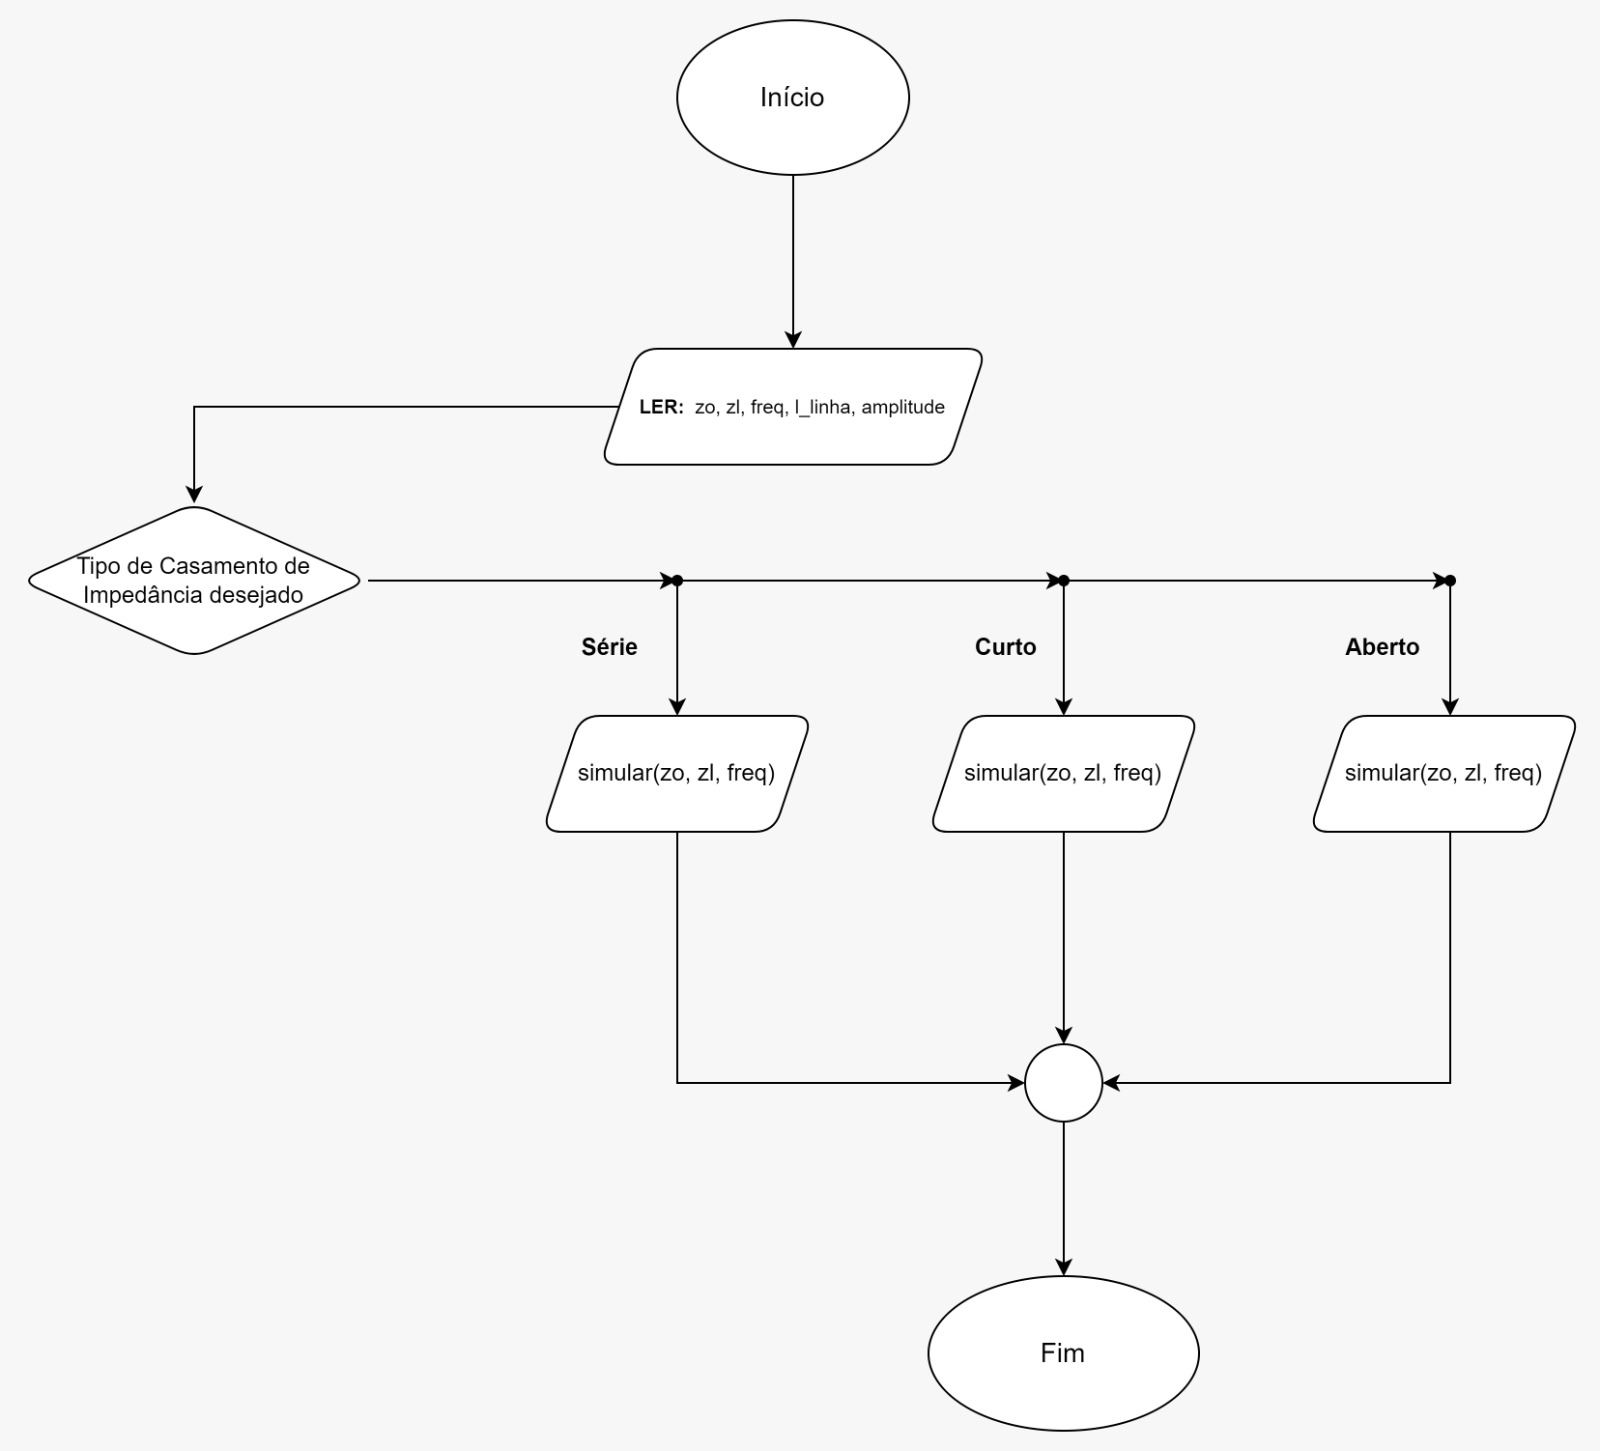 Início
LER: zo, zl, freq, l_linha, amplitude
Tipo de Casamento de
Impedância desejado
Série
Curto
Aberto
simular(zo, zl, freq)
simular(zo, zl, freq)
simular(zo, zl, freq)
Fim